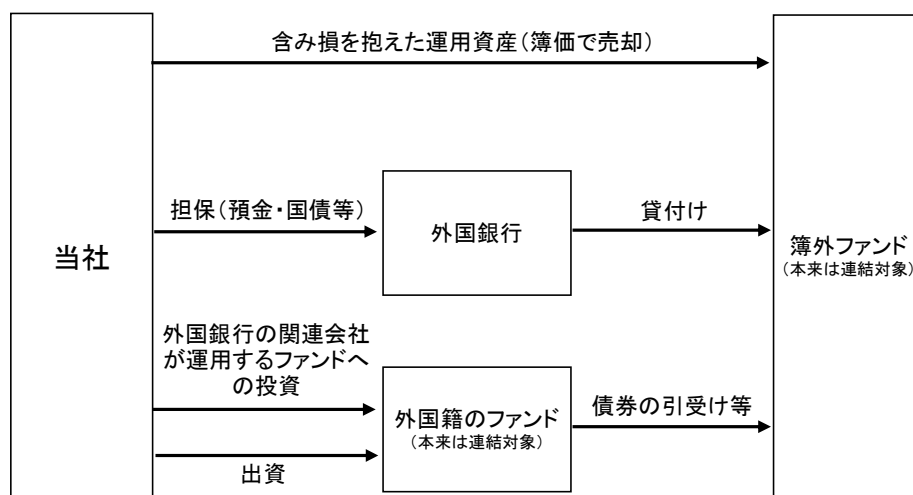 含み損を抱えた運用資産(簿価で売却)
当社
担保(預金・国債等)
外国銀行
貸付け
簿外ファンド
(本来は連結対象)
外国銀行の関連会社
が運用するファンドへ
の投資
外国籍のファンド
(本来は連結対象)
債券の引受け等
出資